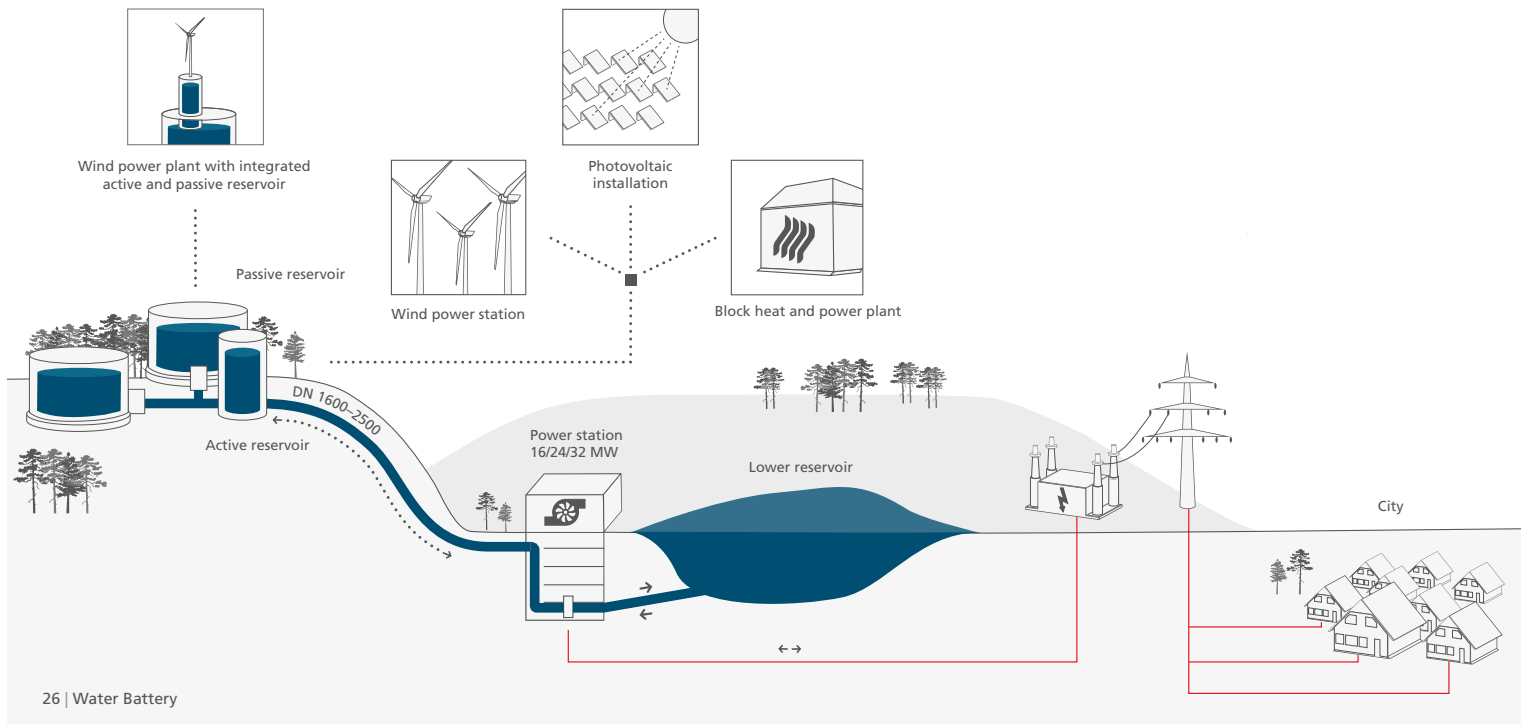 Wind power plant with integrated
active and passive reservoir
Photovoltaic
installation
Passive reservoir
Wind power station
Block heat and power plant
DN 1600–2500
Active reservoir
Power station
16/24/32 MW
Lower reservoir
City
26 | Water Battery